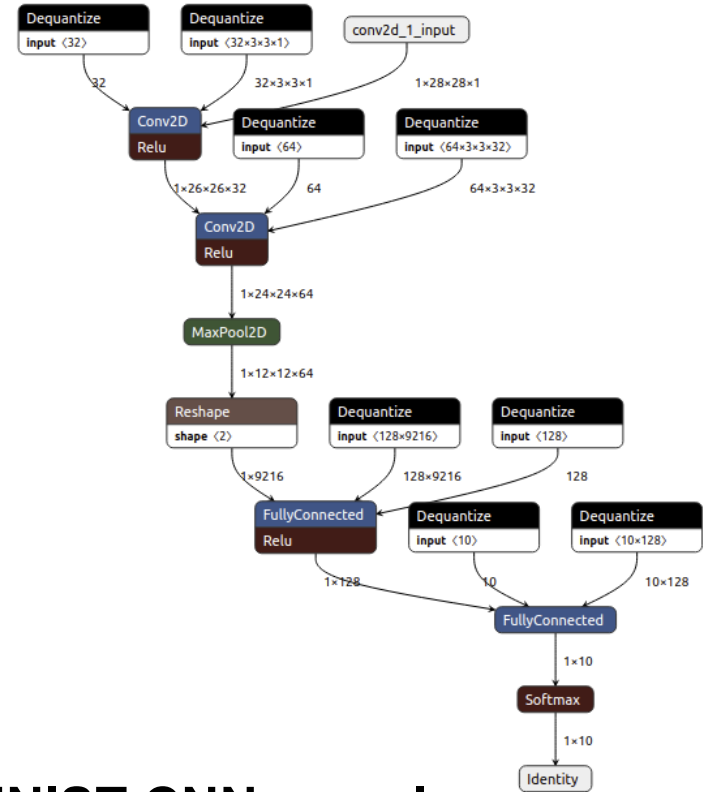 Dequantize
input ⟨32⟩
Dequantize
input ⟨32×3×3×1⟩
conv2d_1_input
32
32×3×3×1
1×28×28×1
Conv2D
Relu
Dequantize
input ⟨64⟩
Dequantize
input ⟨64×3×3×32⟩
1×26×26×32
64
64×3×3×32
Conv2D
Relu
1×24×24×64
MaxPool2D
1×12×12×64
Reshape
shape ⟨2⟩
Dequantize
input ⟨128×9216⟩
Dequantize
input ⟨128⟩
1×9216
128×9216
128
FullyConnected
Relu
Dequantize
input ⟨10⟩
Dequantize
input ⟨10×128⟩
1×128
10
10×128
FullyConnected
1×10
Softmax
1×10
Identity